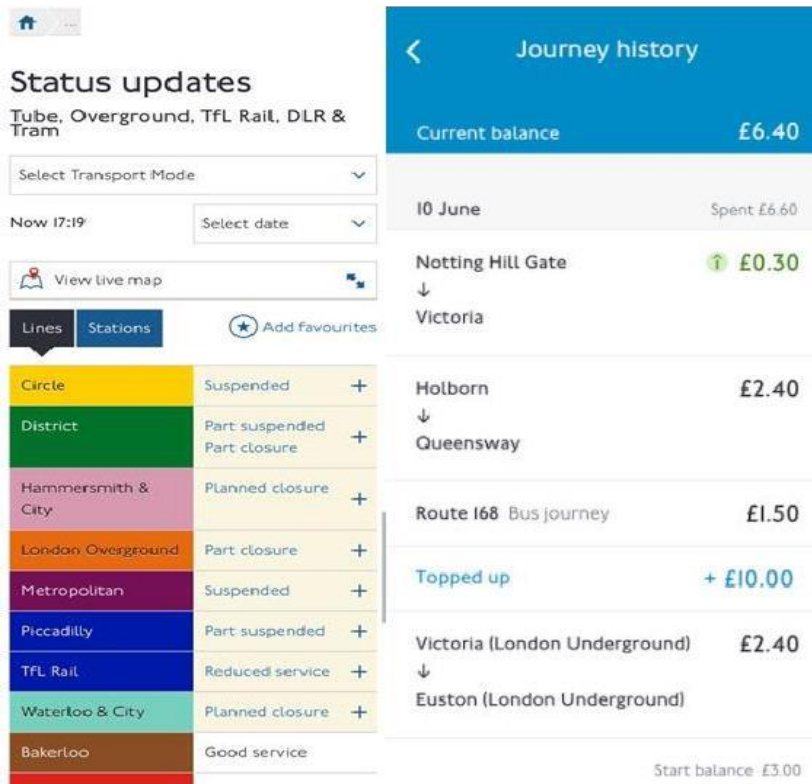 ...
Status updates
Tube, Overground, TfL Rail, DLR &
Tram
Select Transport Mode
Now 17:19
Select date
View live map
Lines
Stations
Add favourites
Circle
Suspended +
District
Part suspended
Part closure +
Hammersmith &
City
Planned closure +
London Overground
Part closure +
Metropolitan
Suspended +
Piccadilly
Part suspended +
TfL Rail
Reduced service +
Waterloo & City
Planned closure +
Bakerloo
Good service
Journey history
Current balance £6.40
10 June Spent £6.60
Notting Hill Gate £0.30
↓
Victoria
Holborn £2.40
↓
Queensway
Route 168 Bus journey £1.50
Topped up + £10.00
Victoria (London Underground) £2.40
↓
Euston (London Underground)
Start balance £3.00